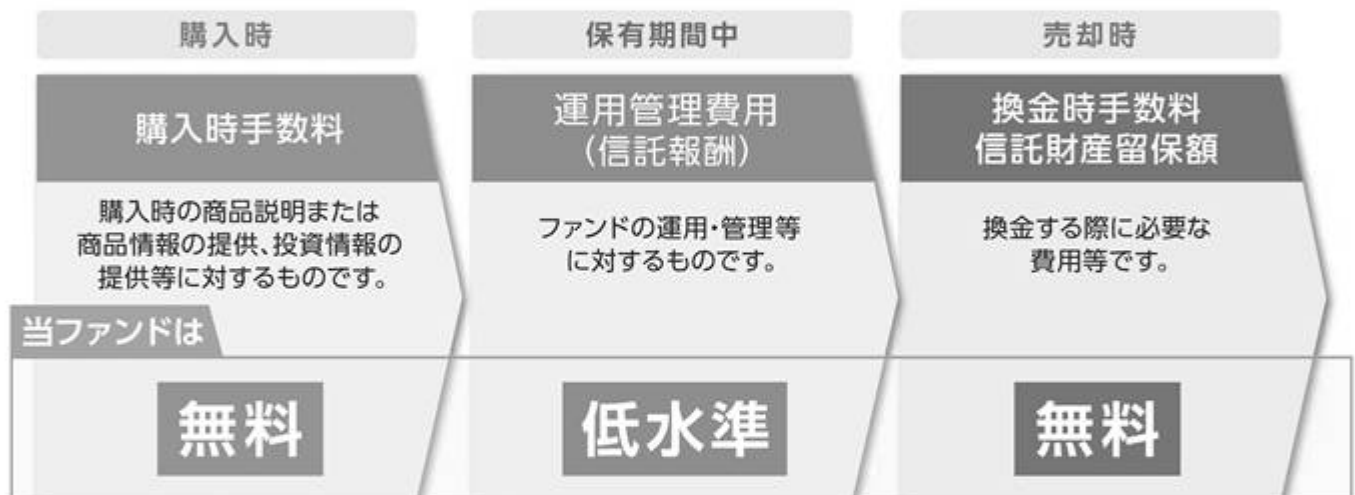 購入時
保有期間中
売却時
購入時手数料
運用管理費用
(信託報酬)
換金時手数料
信託財産留保額
購入時の商品説明または
商品情報の提供、投資情報の
提供等に対するものです。
ファンドの運用・管理等
に対するものです。
換金する際に必要な
費用等です。
当ファンドは
無料
低水準
無料